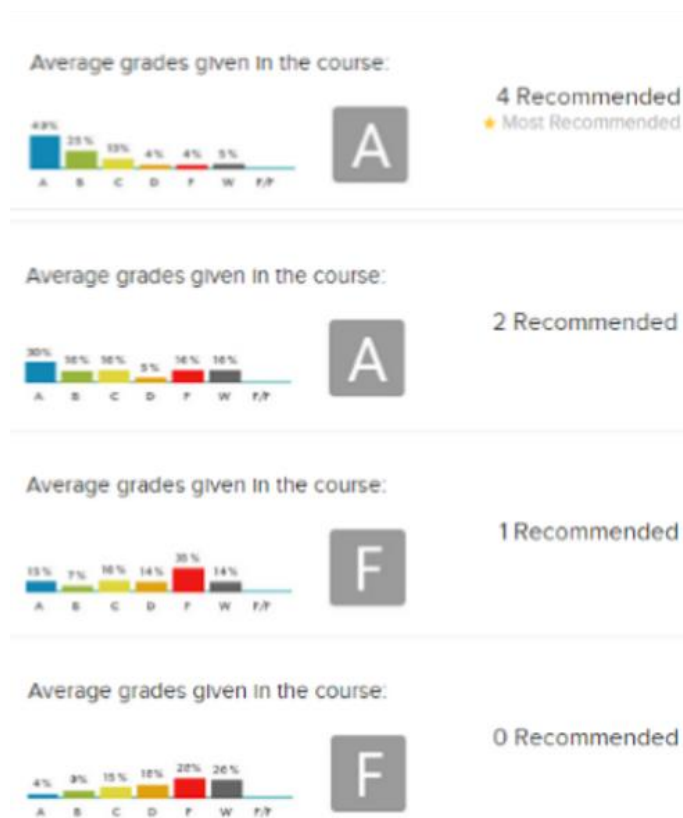 Average grades given in the course:
4 Recommended
Most Recommended
A
49% 25% 13% 4% 4% 5%
A B C D F W P/P
Average grades given in the course:
2 Recommended
A
30% 16% 16% 5% 16% 16%
A B C D F W
Average grades given in the course:
1 Recommended
F
7% 16% 14% 35% 14%
A B C D F W
Average grades given in the course:
0 Recommended
F
4% 9% 15% 18% 28% 26%
A B C D F W